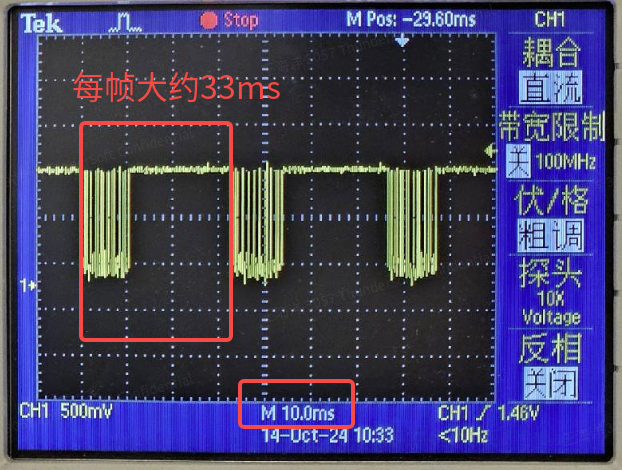 Tek
Stop
M Pos: -29.60ms
CH1
耦合
直流
每帧大约33ms
带宽限制
关 100MHz
伏/格
粗调
1
探头
10X
Voltage
反相
关闭
CH1 500mV
M 10.0ms
CH1 1.46V
14-Oct-24 10:33
<10Hz